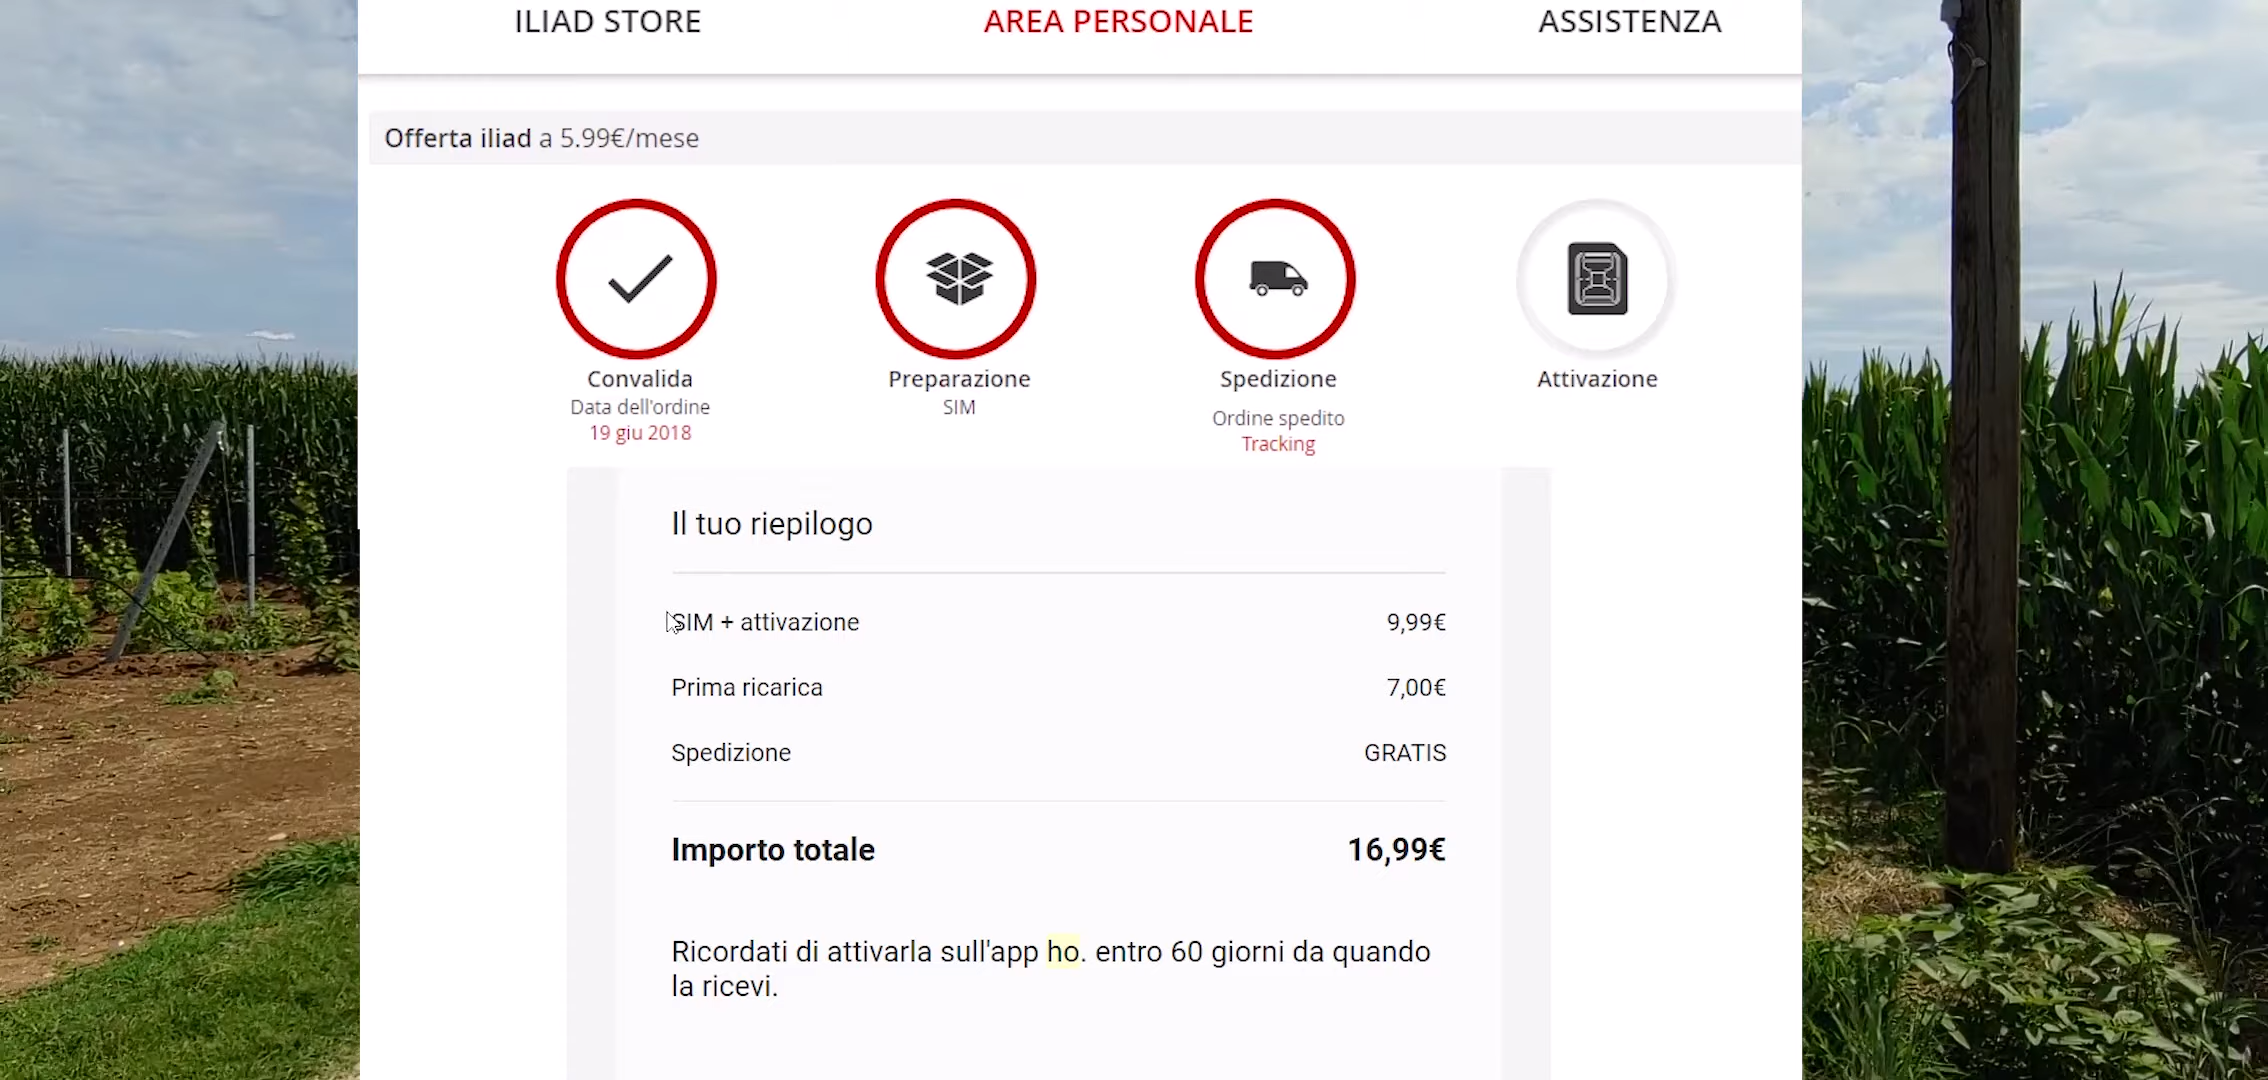 ILIAD STORE
AREA PERSONALE
ASSISTENZA
Offerta iliad a 5.99€/mese
Convalida
Data dell'ordine
19 giu 2018
Preparazione
SIM
Spedizione
Ordine spedito
Tracking
Attivazione
Il tuo riepilogo
SIM + attivazione 9,99€
Prima ricarica 7,00€
Spedizione GRATIS
Importo totale 16,99€
Ricordati di attivarla sull'app ho. entro 60 giorni da quando
la ricevi.